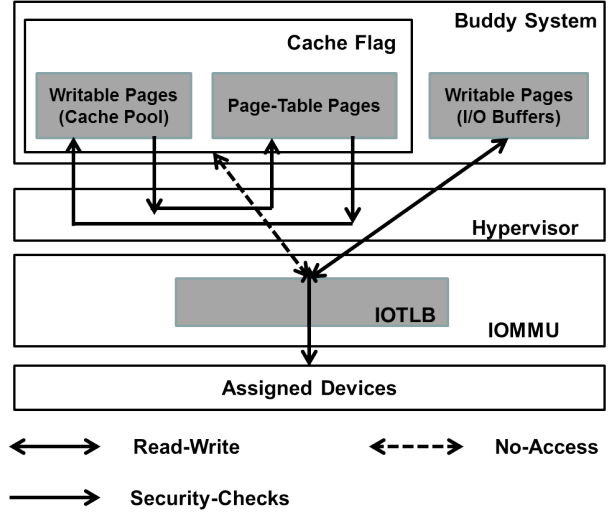 Buddy System
Cache Flag
Writable Pages
(Cache Pool)
Page-Table Pages
Writable Pages
(I/O Buffers)
Hypervisor
IOTLB
IOMMU
Assigned Devices
Read-Write
No-Access
Security-Checks